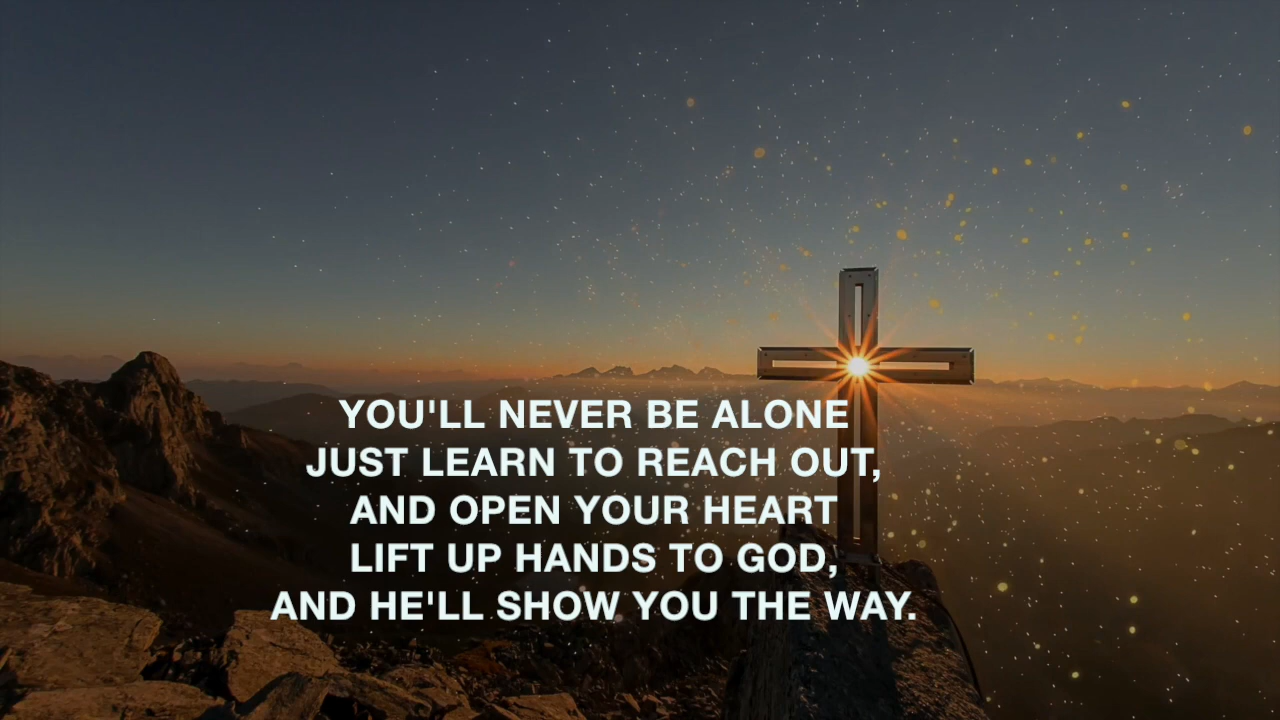 YOU'LL NEVER BE ALONE
JUST LEARN TO REACH OUT,
AND OPEN YOUR HEART
LIFT UP HANDS TO GOD,
AND HE'LL SHOW YOU THE WAY.